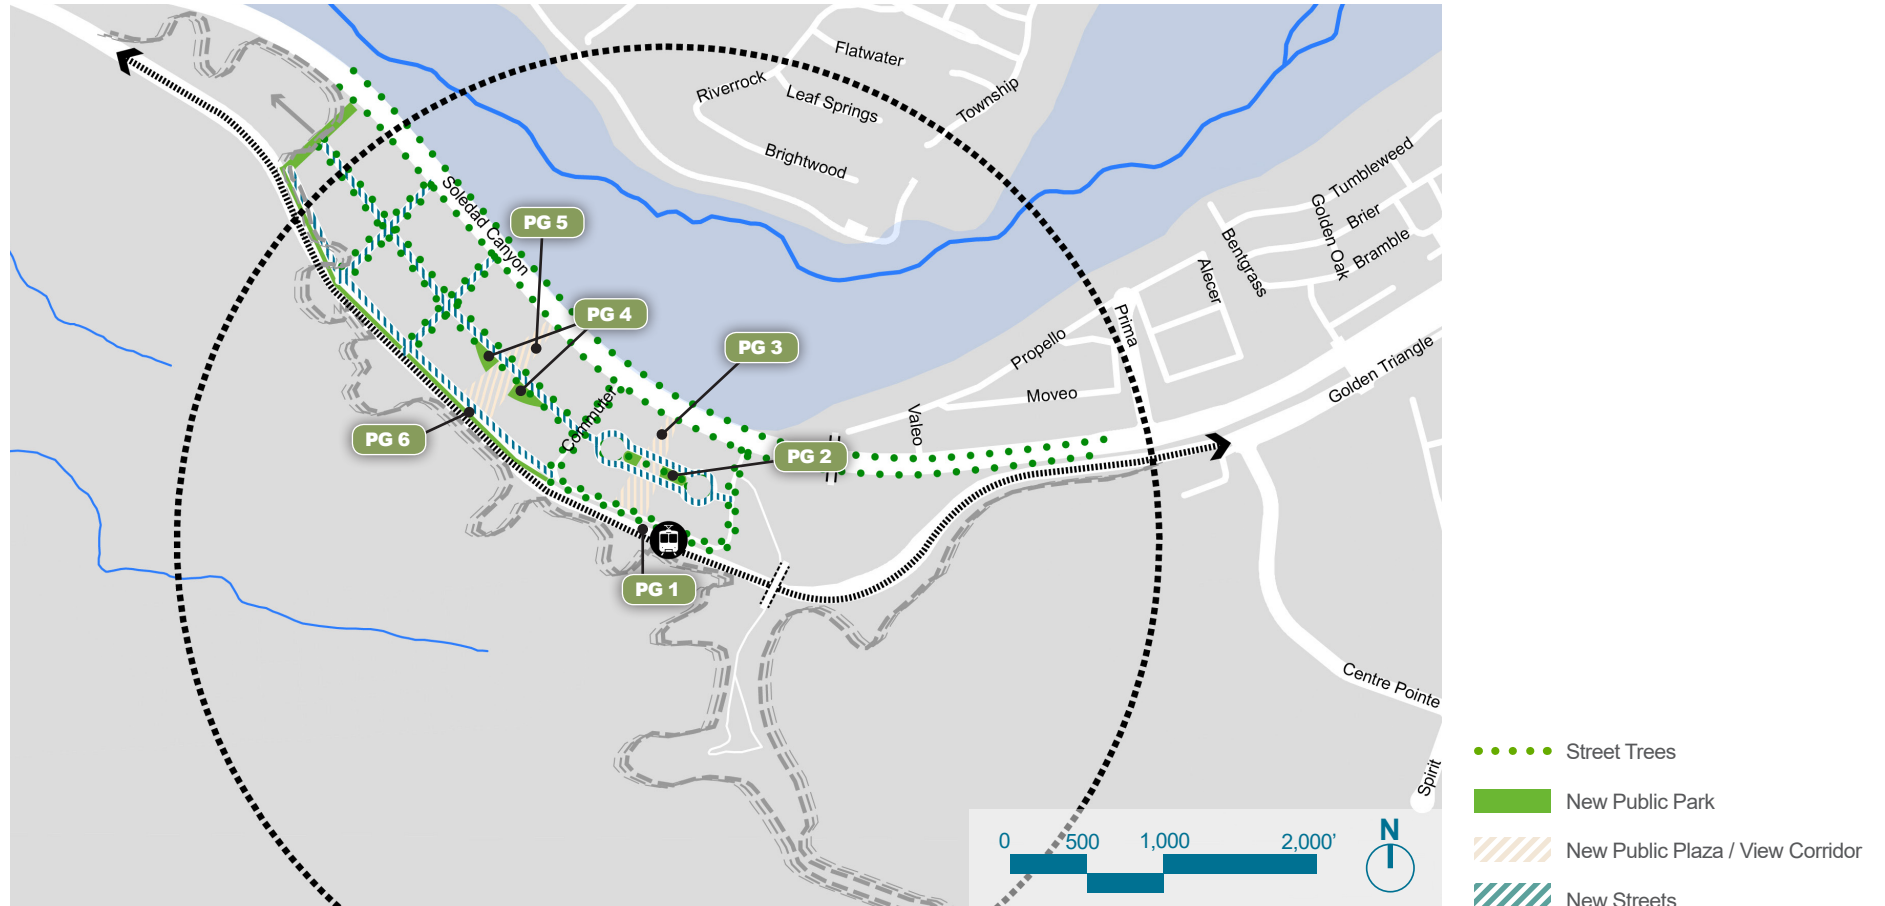 Flatwater
Riverrock
Leaf Springs
Township
Brightwood
Tumbleweed
Golden Oak
Brier
Bramble
Bentgrass
Alecer
Soledad Canyon
PG 5
PG 4
PG 3
Prima
Propello
Moveo
Golden Triangle
Valeo
Commuter
PG 6
PG 2
PG 1
Centre Pointe
Spirit
0
500
1,000
2,000’
N
Street Trees
New Public Park
New Public Plaza / View Corridor
New Streets